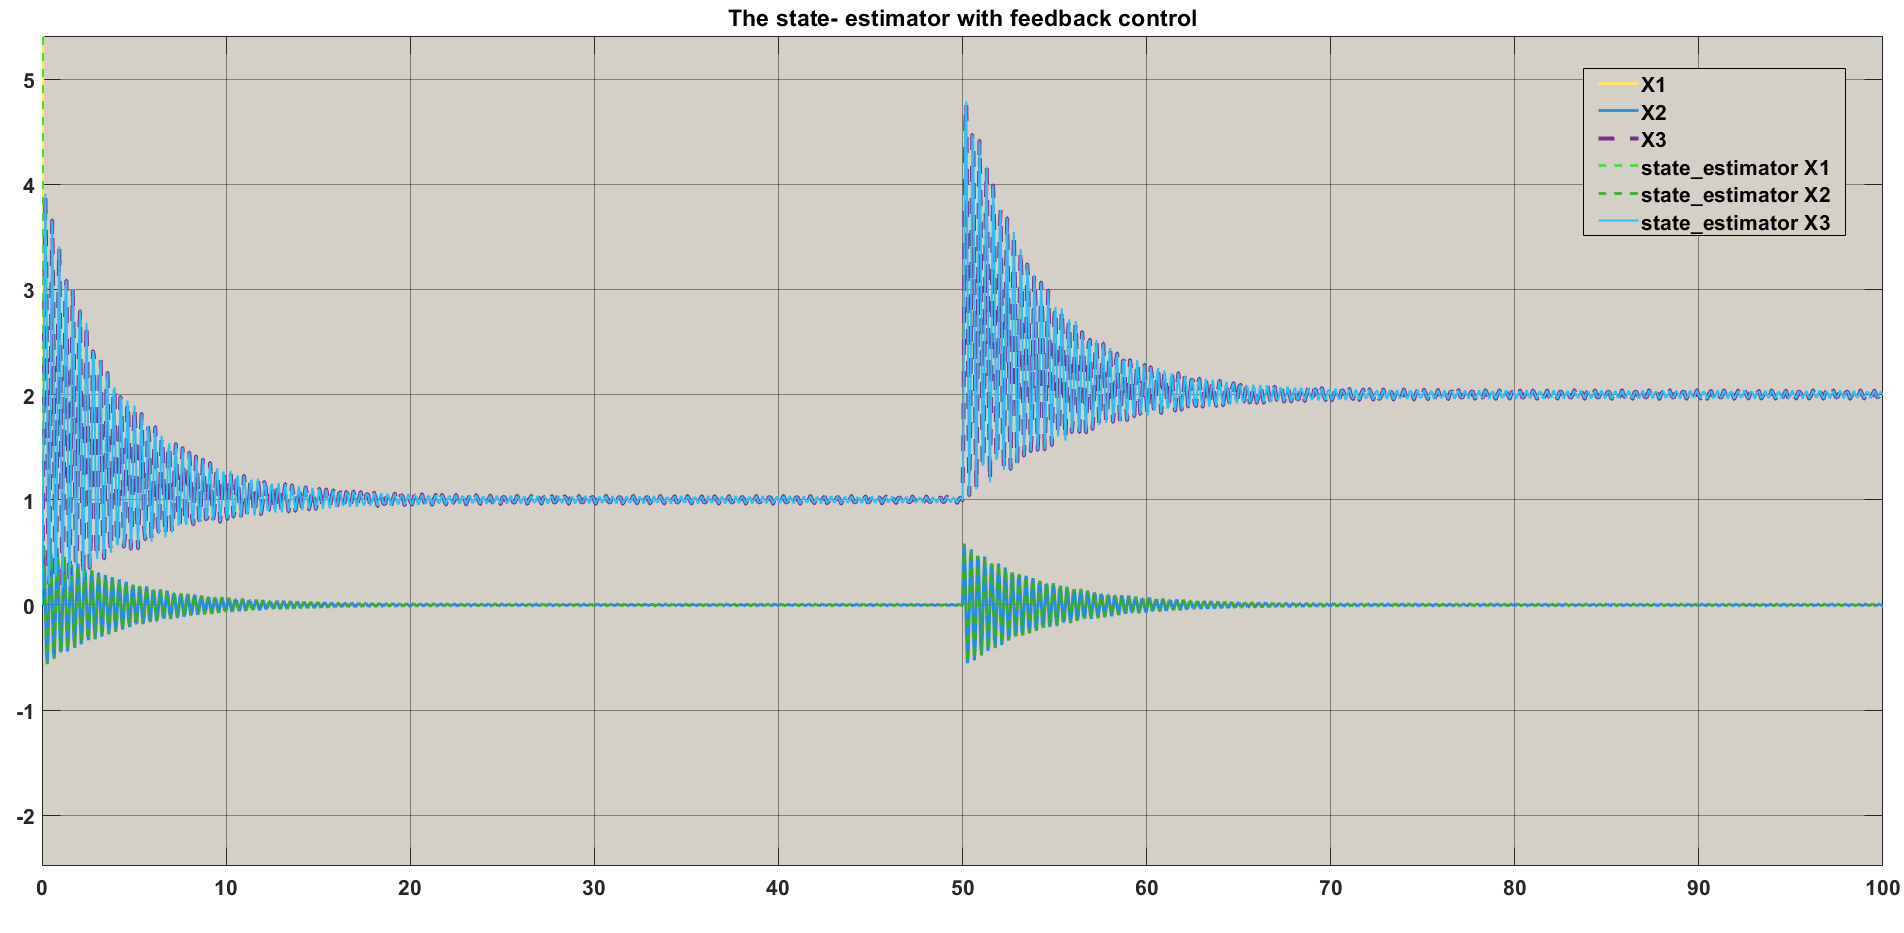 The state- estimator with feedback control
5
4
3
2
1
0
-1
-2
X1
X2
X3
state_estimator X1
state_estimator X2
state_estimator X3
0 10 20 30 40 50 60 70 80 90 100